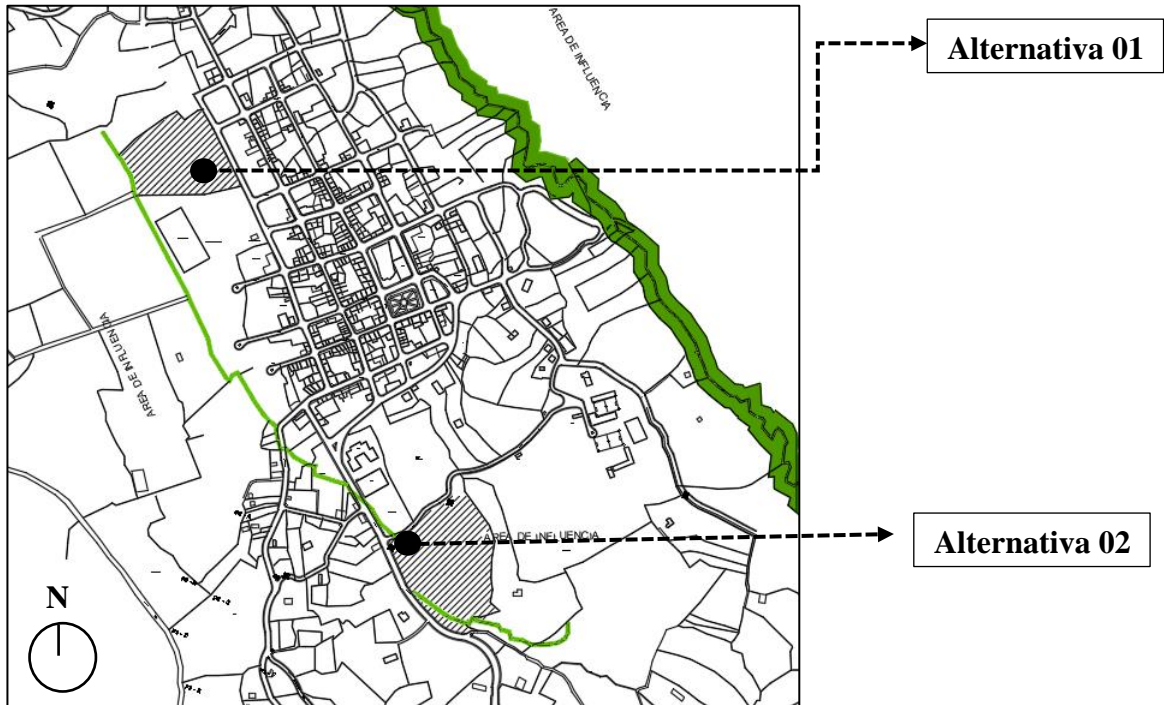 AREA DE INFLUENCIA
Alternativa 01
AREA DE INFLUENCIA
AREA DE INFLUENCIA
Alternativa 02
N